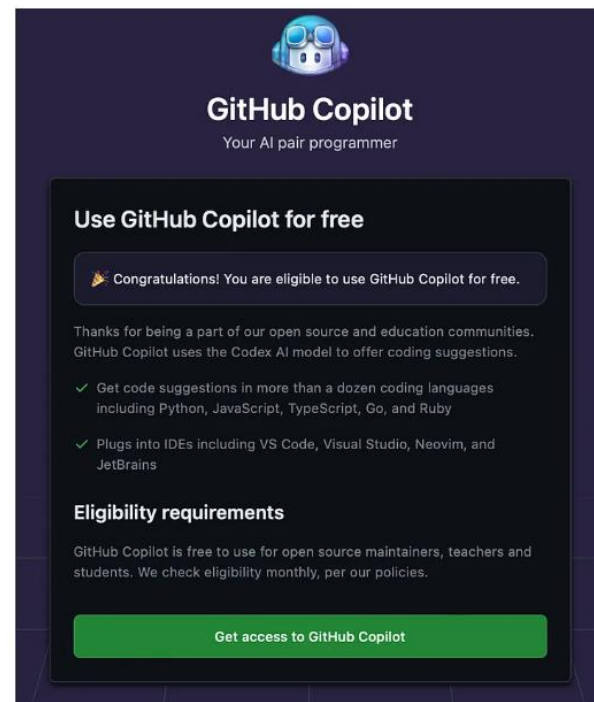 GitHub Copilot
Your AI pair programmer
Use GitHub Copilot for free
🎉 Congratulations! You are eligible to use GitHub Copilot for free.
Thanks for being a part of our open source and education communities.
GitHub Copilot uses the Codex AI model to offer coding suggestions.
✓ Get code suggestions in more than a dozen coding languages
including Python, JavaScript, TypeScript, Go, and Ruby
✓ Plugs into IDEs including VS Code, Visual Studio, Neovim, and
JetBrains
Eligibility requirements
GitHub Copilot is free to use for open source maintainers, teachers and
students. We check eligibility monthly, per our policies.
Get access to GitHub Copilot